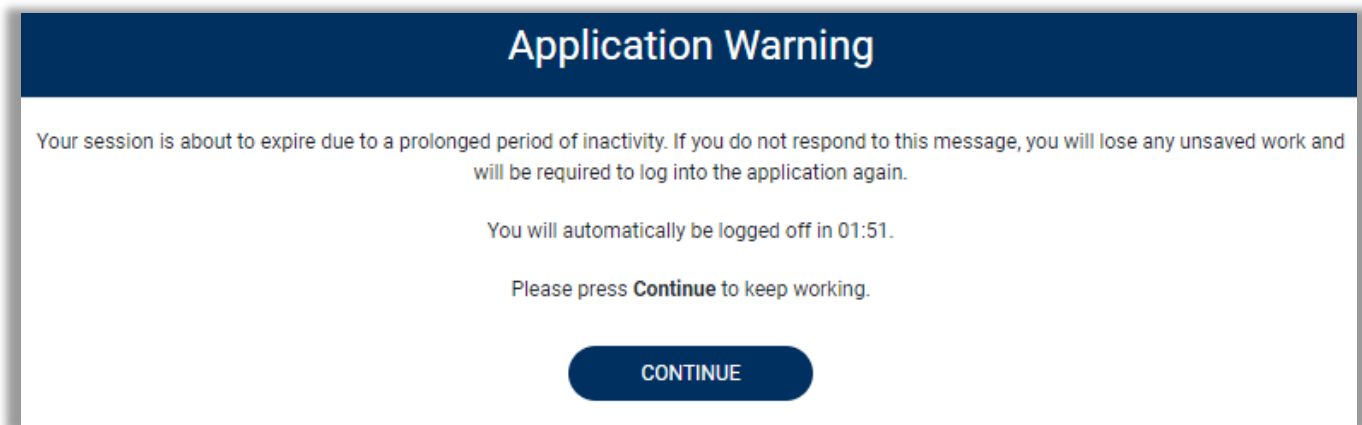 Application Warning
Your session is about to expire due to a prolonged period of inactivity. If you do not respond to this message, you will lose any unsaved work and
will be required to log into the application again.
You will automatically be logged off in 01:51.
Please press Continue to keep working.
CONTINUE